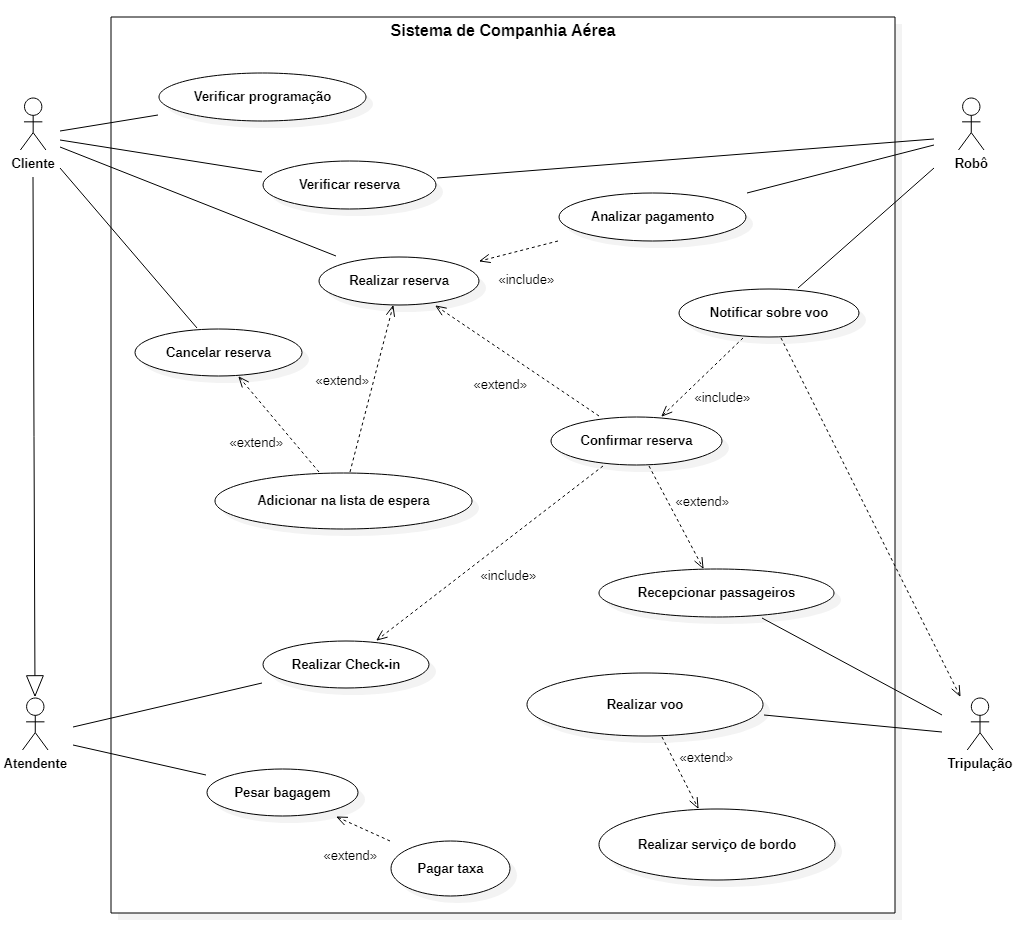 Sistema de Companhia Aérea
Verificar programação
Cliente
Robô
Verificar reserva
Analizar pagamento
Realizar reserva
«include»
Notificar sobre voo
Cancelar reserva
«extend»
«extend»
«include»
«extend»
Confirmar reserva
Adicionar na lista de espera
«extend»
«include»
Recepcionar passageiros
Realizar Check-in
Realizar voo
Atendente
«extend»
Tripulação
Pesar bagagem
Realizar serviço de bordo
«extend»
Pagar taxa